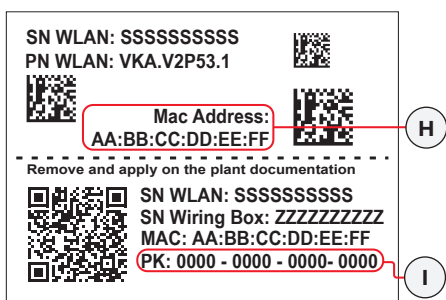 SN WLAN: SSSSSSSSSS
PN WLAN: VKA.V2P53.1
Mac Address:
AA:BB:CC:DD:EE:FF
H
Remove and apply on the plant documentation
SN WLAN: SSSSSSSSSS
SN Wiring Box: ZZZZZZZZZZ
MAC: AA:BB:CC:DD:EE:FF
PK: 0000 - 0000 - 0000- 0000
I